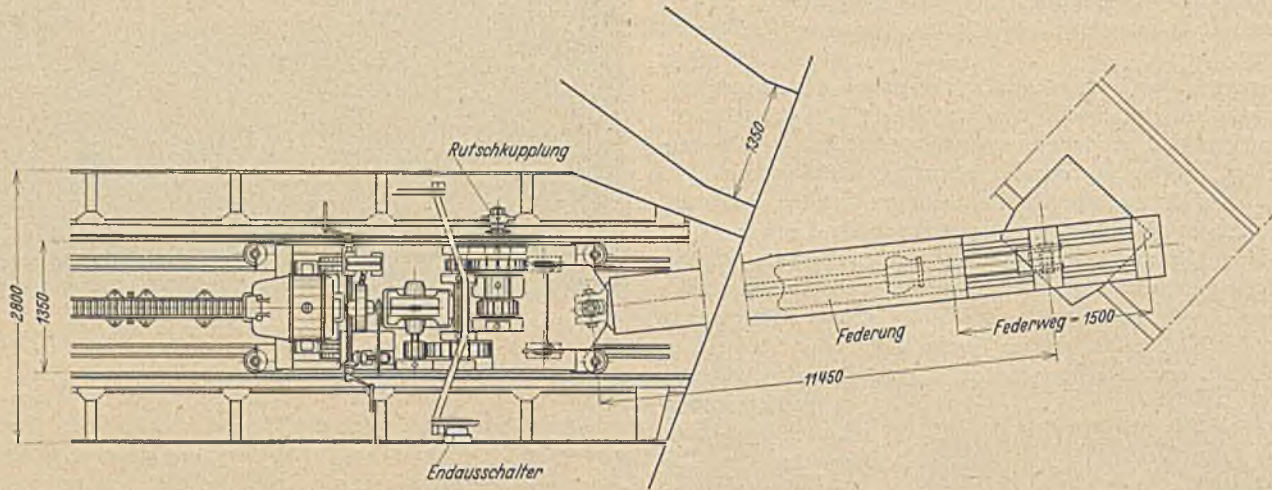 Rutschkupplung
1350
2800
1350
Federung
Federweg = 1500
11450
Endausschalter